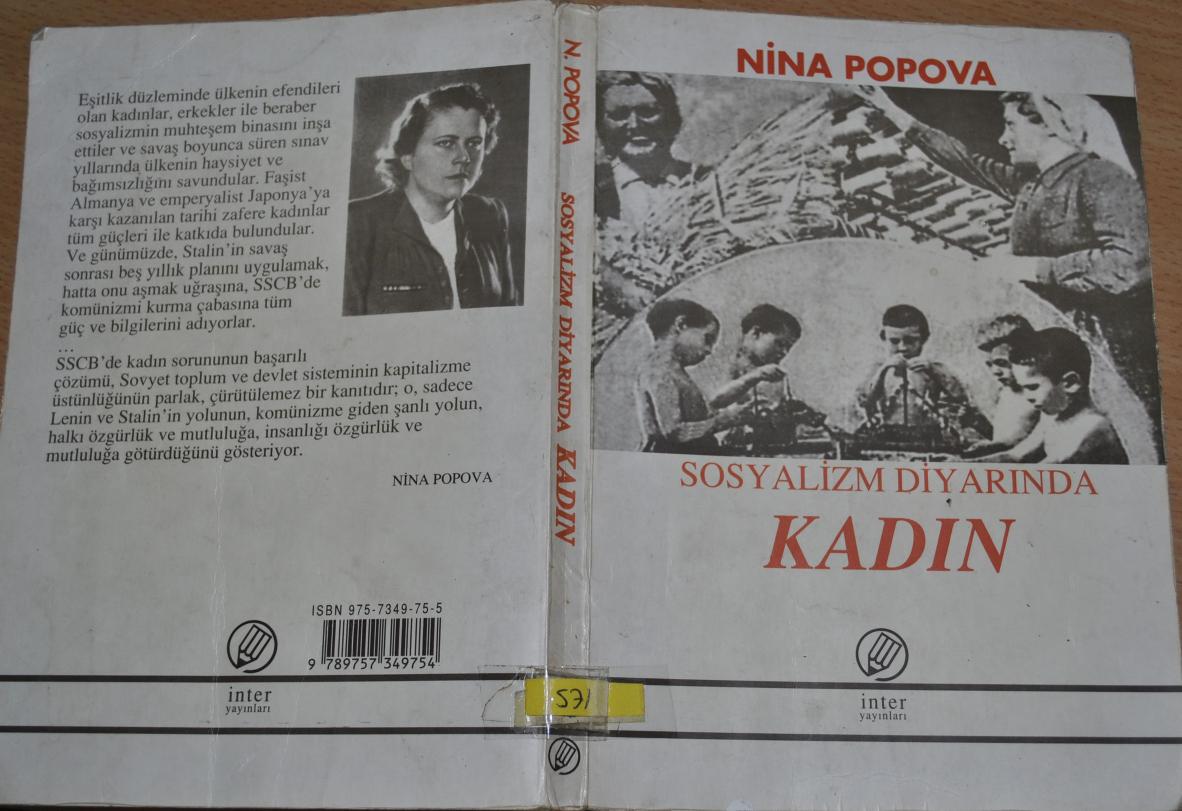 Eşitlik düzleminde ülkenin efendileri
olan kadınlar, erkekler ile beraber
sosyalizmin muhteşem binasını inşa
ettiler ve savaş boyunca süren sınav
yıllarında ülkenin haysiyet ve
bağımsızlığını savundular. Faşist
Almanya ve emperyalist Japonya'ya
karşı kazanılan tarihi zafere kadınlar
tüm güçleri ile katkıda bulundular.
Ve günümüzde, Stalin'in savaş
sonrası beş yıllık planını uygulamak,
hatta onu aşmak uğraşına, SSCB'de
komünizmi kurma çabasına tüm
güç ve bilgilerini adıyorlar.
...
SSCB'de kadın sorununun başarılı
çözümü, Sovyet toplum ve devlet sisteminin kapitalizme
üstünlüğünün parlak, çürütülemez bir kanıtıdır; o, sadece
Lenin ve Stalin'in yolunun, komünizme giden şanlı yolun,
halkı özgürlük ve mutluluğa, insanlığı özgürlük ve
mutluluğa götürdüğünü gösteriyor.
NİNA POPOVA
ISBN 975-7349-75-5
9 789757 349754
inter
yayınları
N. POPOVA SOSYALİZM DİYARINDA KADIN
571
NİNA POPOVA
SOSYALİZM DİYARINDA
KADIN
inter
yayınları